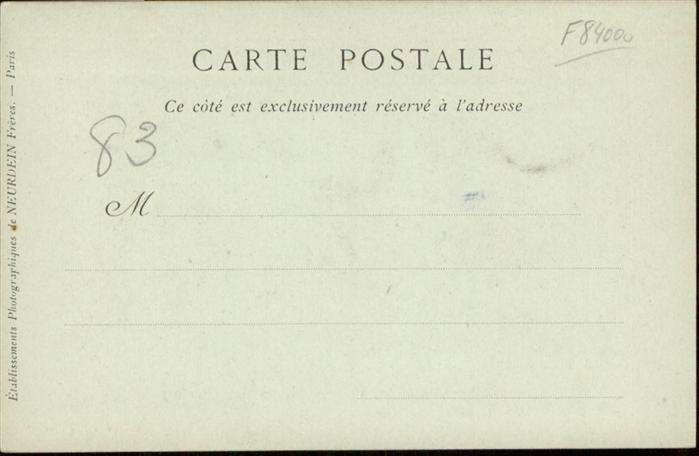 F84000
CARTE POSTALE
Ce côté est exclusivement réservé à l'adresse
83
M
Établissements Photographiques de NEURDEIN Frères. — Paris